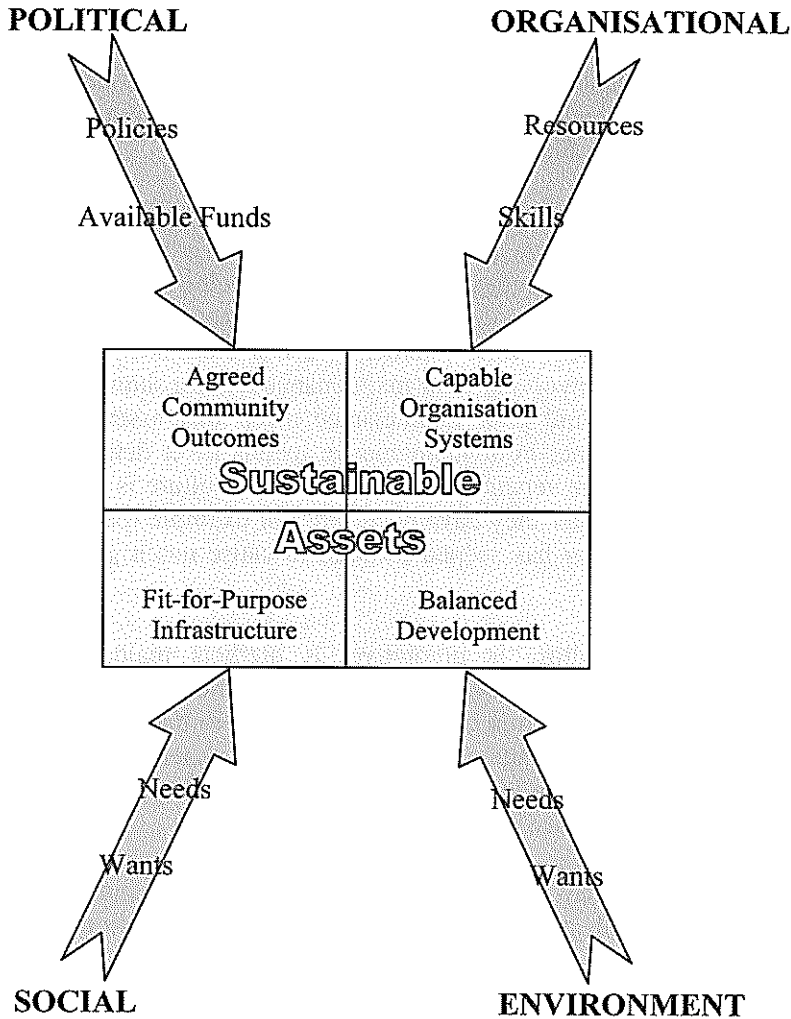 POLITICAL
ORGANISATIONAL
Policies
Resources
Available Funds
Skills
Agreed
Community
Outcomes
Capable
Organisation
Systems
Sustainable
Assets
Fit-for-Purpose
Infrastructure
Balanced
Development
Needs
Needs
Wants
Wants
SOCIAL
ENVIRONMENT